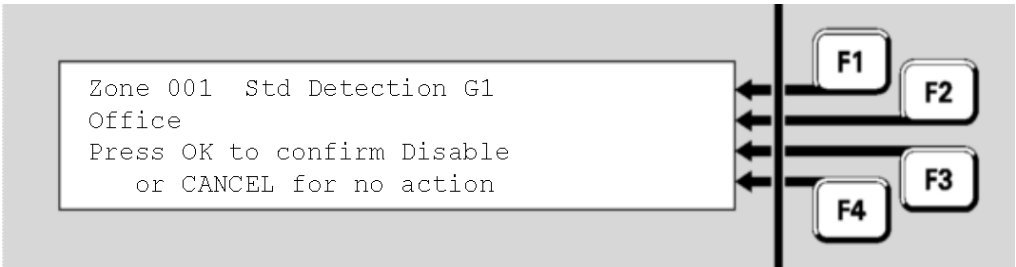 Zone 001  Std Detection G1
Office
Press OK to confirm Disable
   or CANCEL for no action
F1
F2
F3
F4